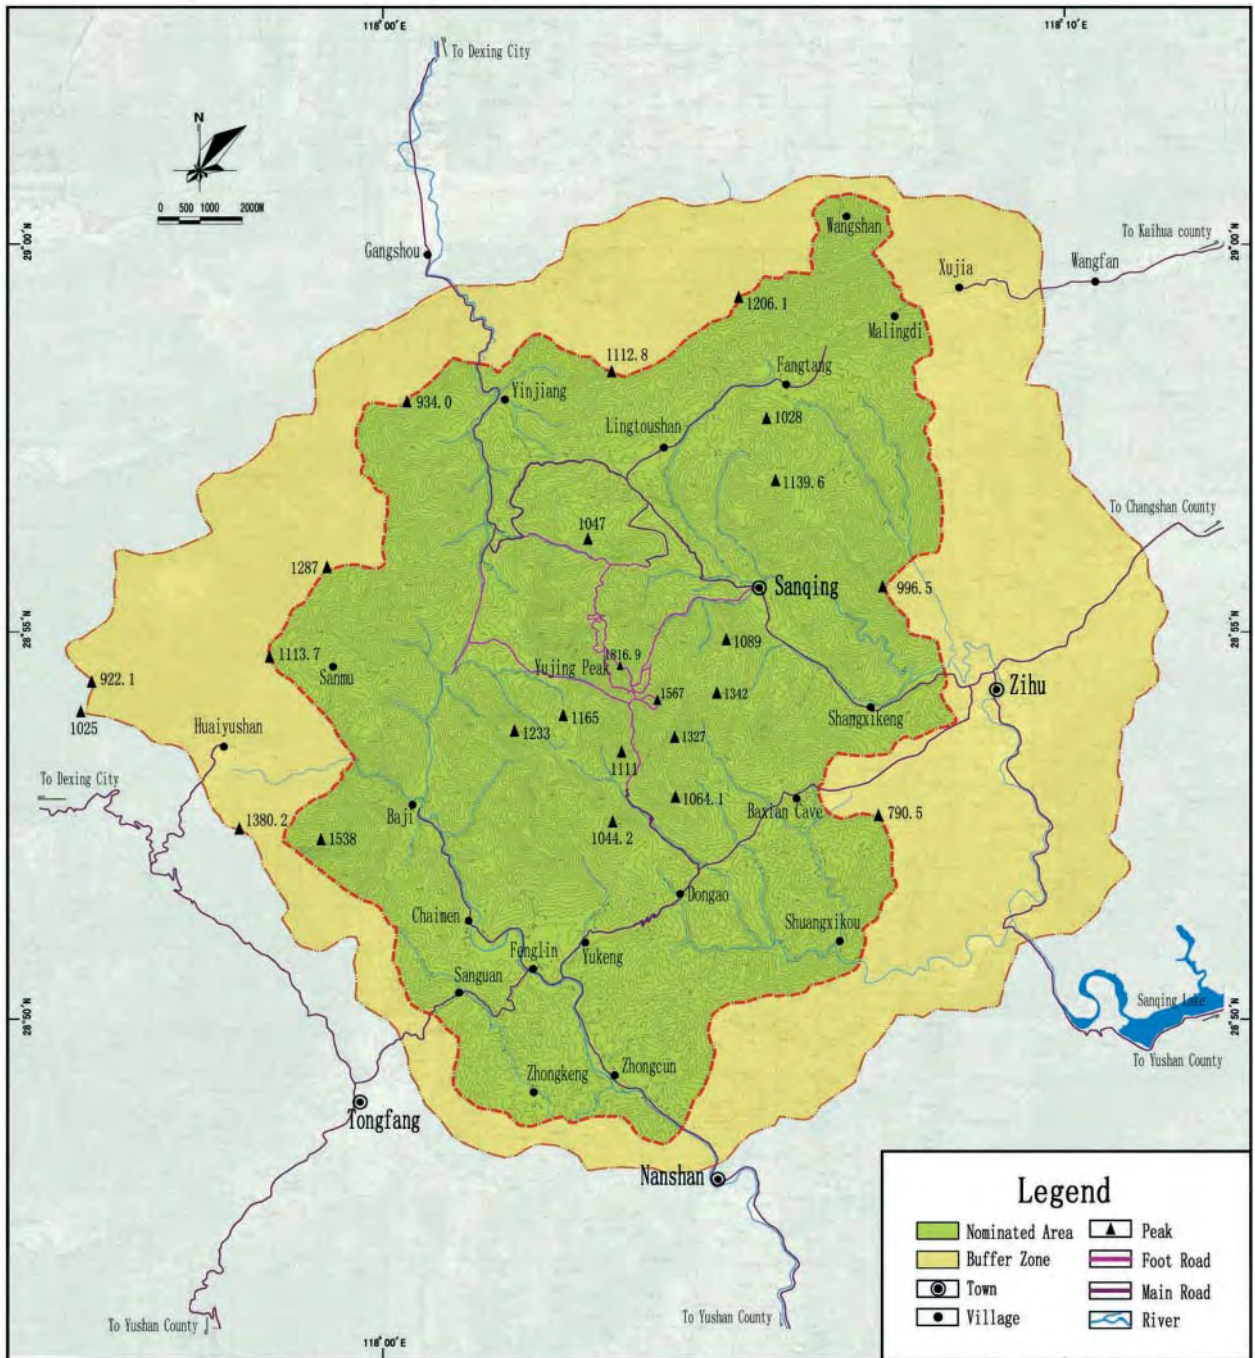 118°00′E
118°10′E
To Dexing City
N
0 500 1000 2000M
Wangshan
To Kaihua county
29°00′N
29°00′N
Gangshou
Xujia
Wangfan
1206.1
Malingdi
1112.8
Fangtang
934.0
Yinjiang
1028
Lingtoushan
1139.6
To Changshan County
1047
1287
Sanqing
996.5
28°55′N
28°55′N
1089
1113.7
Sanmu
Yujing Peak
1816.9
922.1
1567
1342
Zihu
1025
Huaiyushan
1165
Shangxikeng
1233
1327
1111
To Dexing City
1064.1
Baxian Cave
790.5
Baji
1380.2
1538
1044.2
Dongao
Chaimen
Shuangxikou
Fenglin
Yukeng
Sanguan
Sanqing Lake
28°50′N
28°50′N
To Yushan County
Zhongkeng
Zhongcun
Tongfang
Nanshan
Legend
Nominated Area
Peak
Buffer Zone
Foot Road
Town
Main Road
Village
River
To Yushan County
To Yushan County
118°00′E